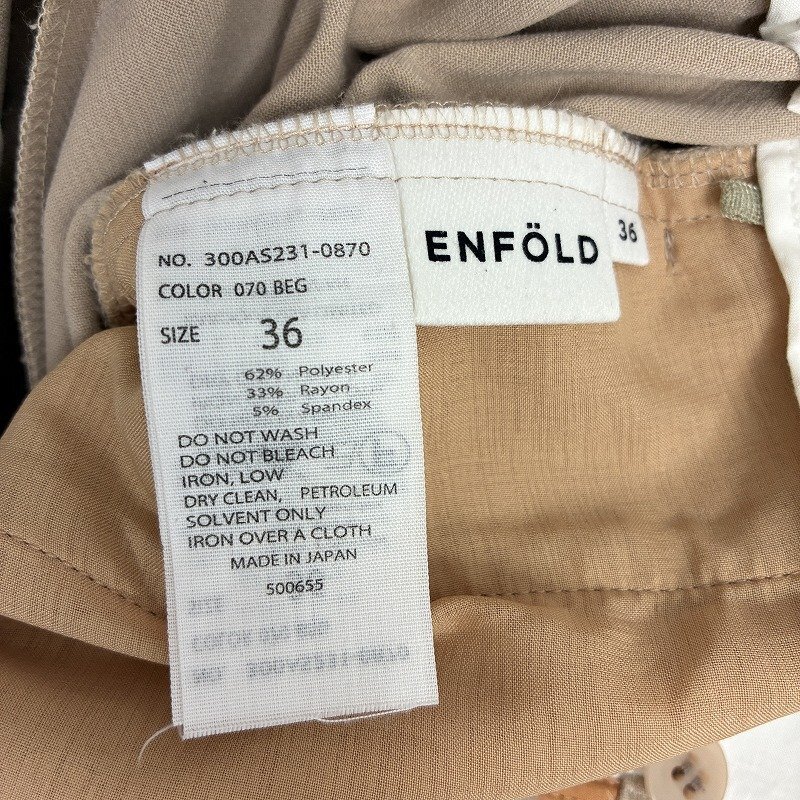 NO. 300AS231-0870
COLOR 070 BEG
SIZE 36
62% Polyester
33% Rayon
5% Spandex
DO NOT WASH
DO NOT BLEACH
IRON, LOW
DRY CLEAN, PETROLEUM
SOLVENT ONLY
IRON OVER A CLOTH
MADE IN JAPAN
500655
ENFÖLD
36